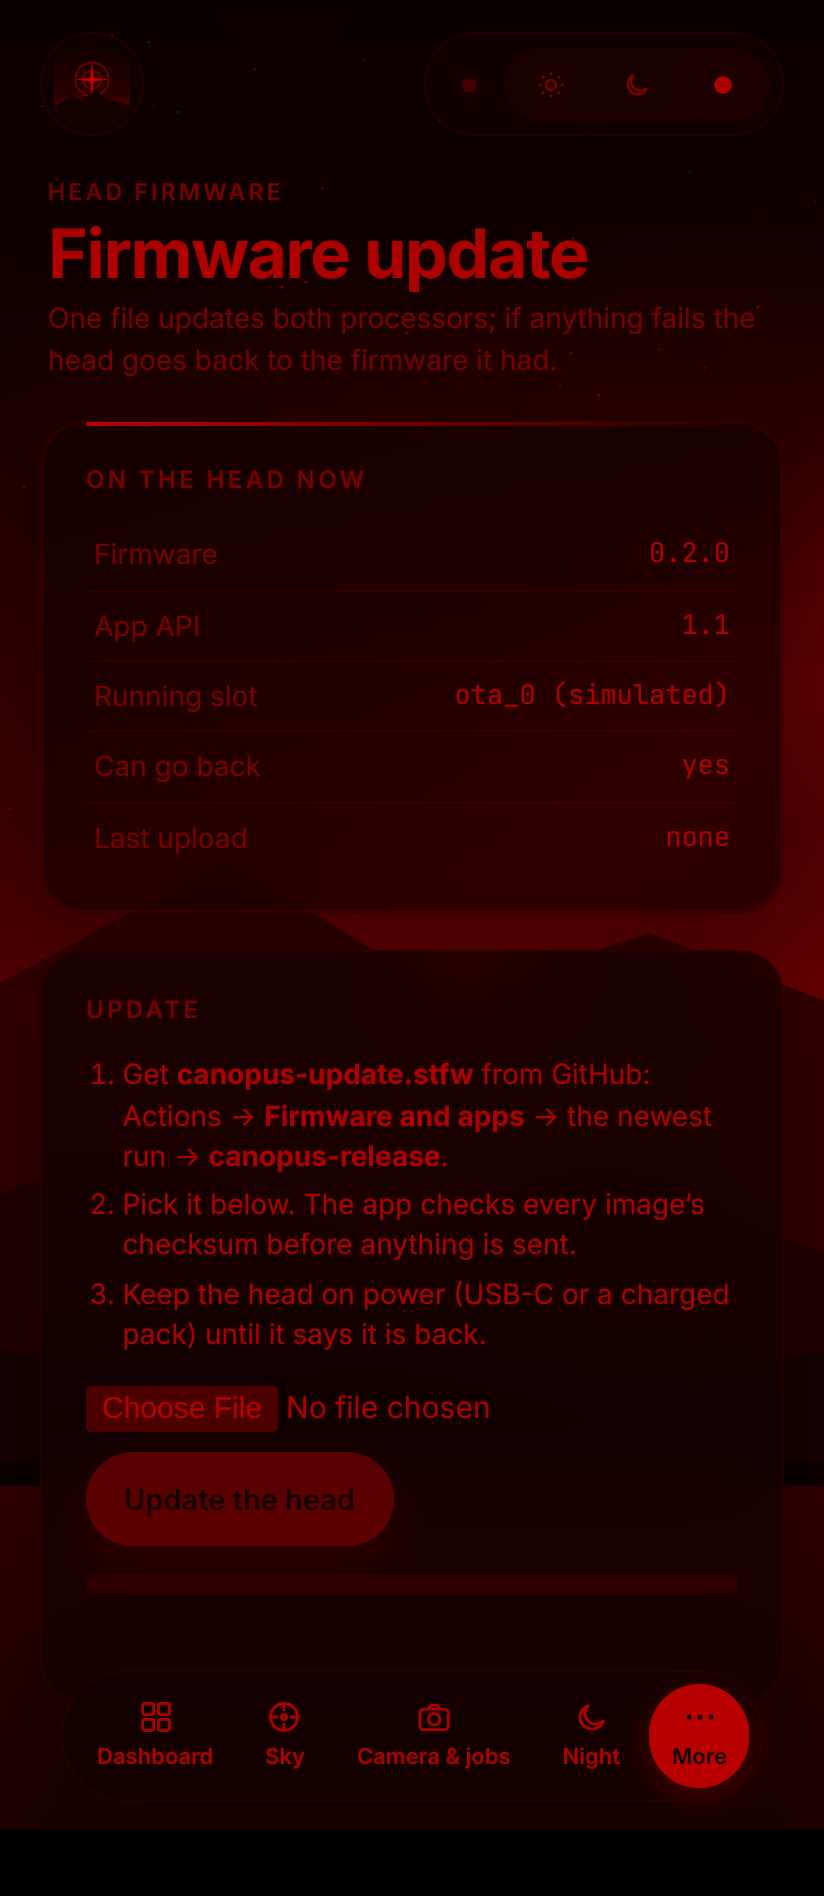 HEAD FIRMWARE
Firmware update
One file updates both processors; if anything fails the
head goes back to the firmware it had.
ON THE HEAD NOW
Firmware 0.2.0
App API 1.1
Running slot ota_0 (simulated)
Can go back yes
Last upload none
UPDATE
1. Get canopus-update.stfw from GitHub:
Actions → Firmware and apps → the newest
run → canopus-release.
2. Pick it below. The app checks every image’s
checksum before anything is sent.
3. Keep the head on power (USB-C or a charged
pack) until it says it is back.
Choose File No file chosen
Update the head
Dashboard Sky Camera & jobs Night More